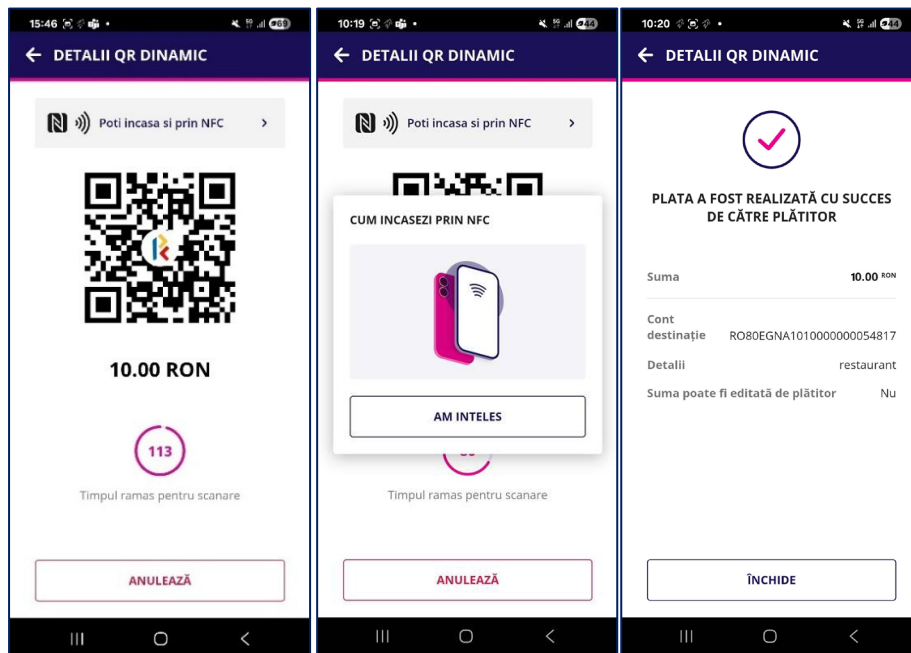 15:46
69
DETALII QR DINAMIC
Poti incasa si prin NFC
10.00 RON
113
Timpul ramas pentru scanare
ANULEAZĂ
10:19
44
DETALII QR DINAMIC
Poti incasa si prin NFC
CUM INCASEZI PRIN NFC
AM INTELES
Timpul ramas pentru scanare
ANULEAZĂ
10:20
44
DETALII QR DINAMIC
PLATA A FOST REALIZATĂ CU SUCCES
DE CĂTRE PLĂTITOR
Suma 10.00 RON
Cont
destinație RO80EGNA1010000000054817
Detalii restaurant
Suma poate fi editată de plătitor Nu
ÎNCHIDE